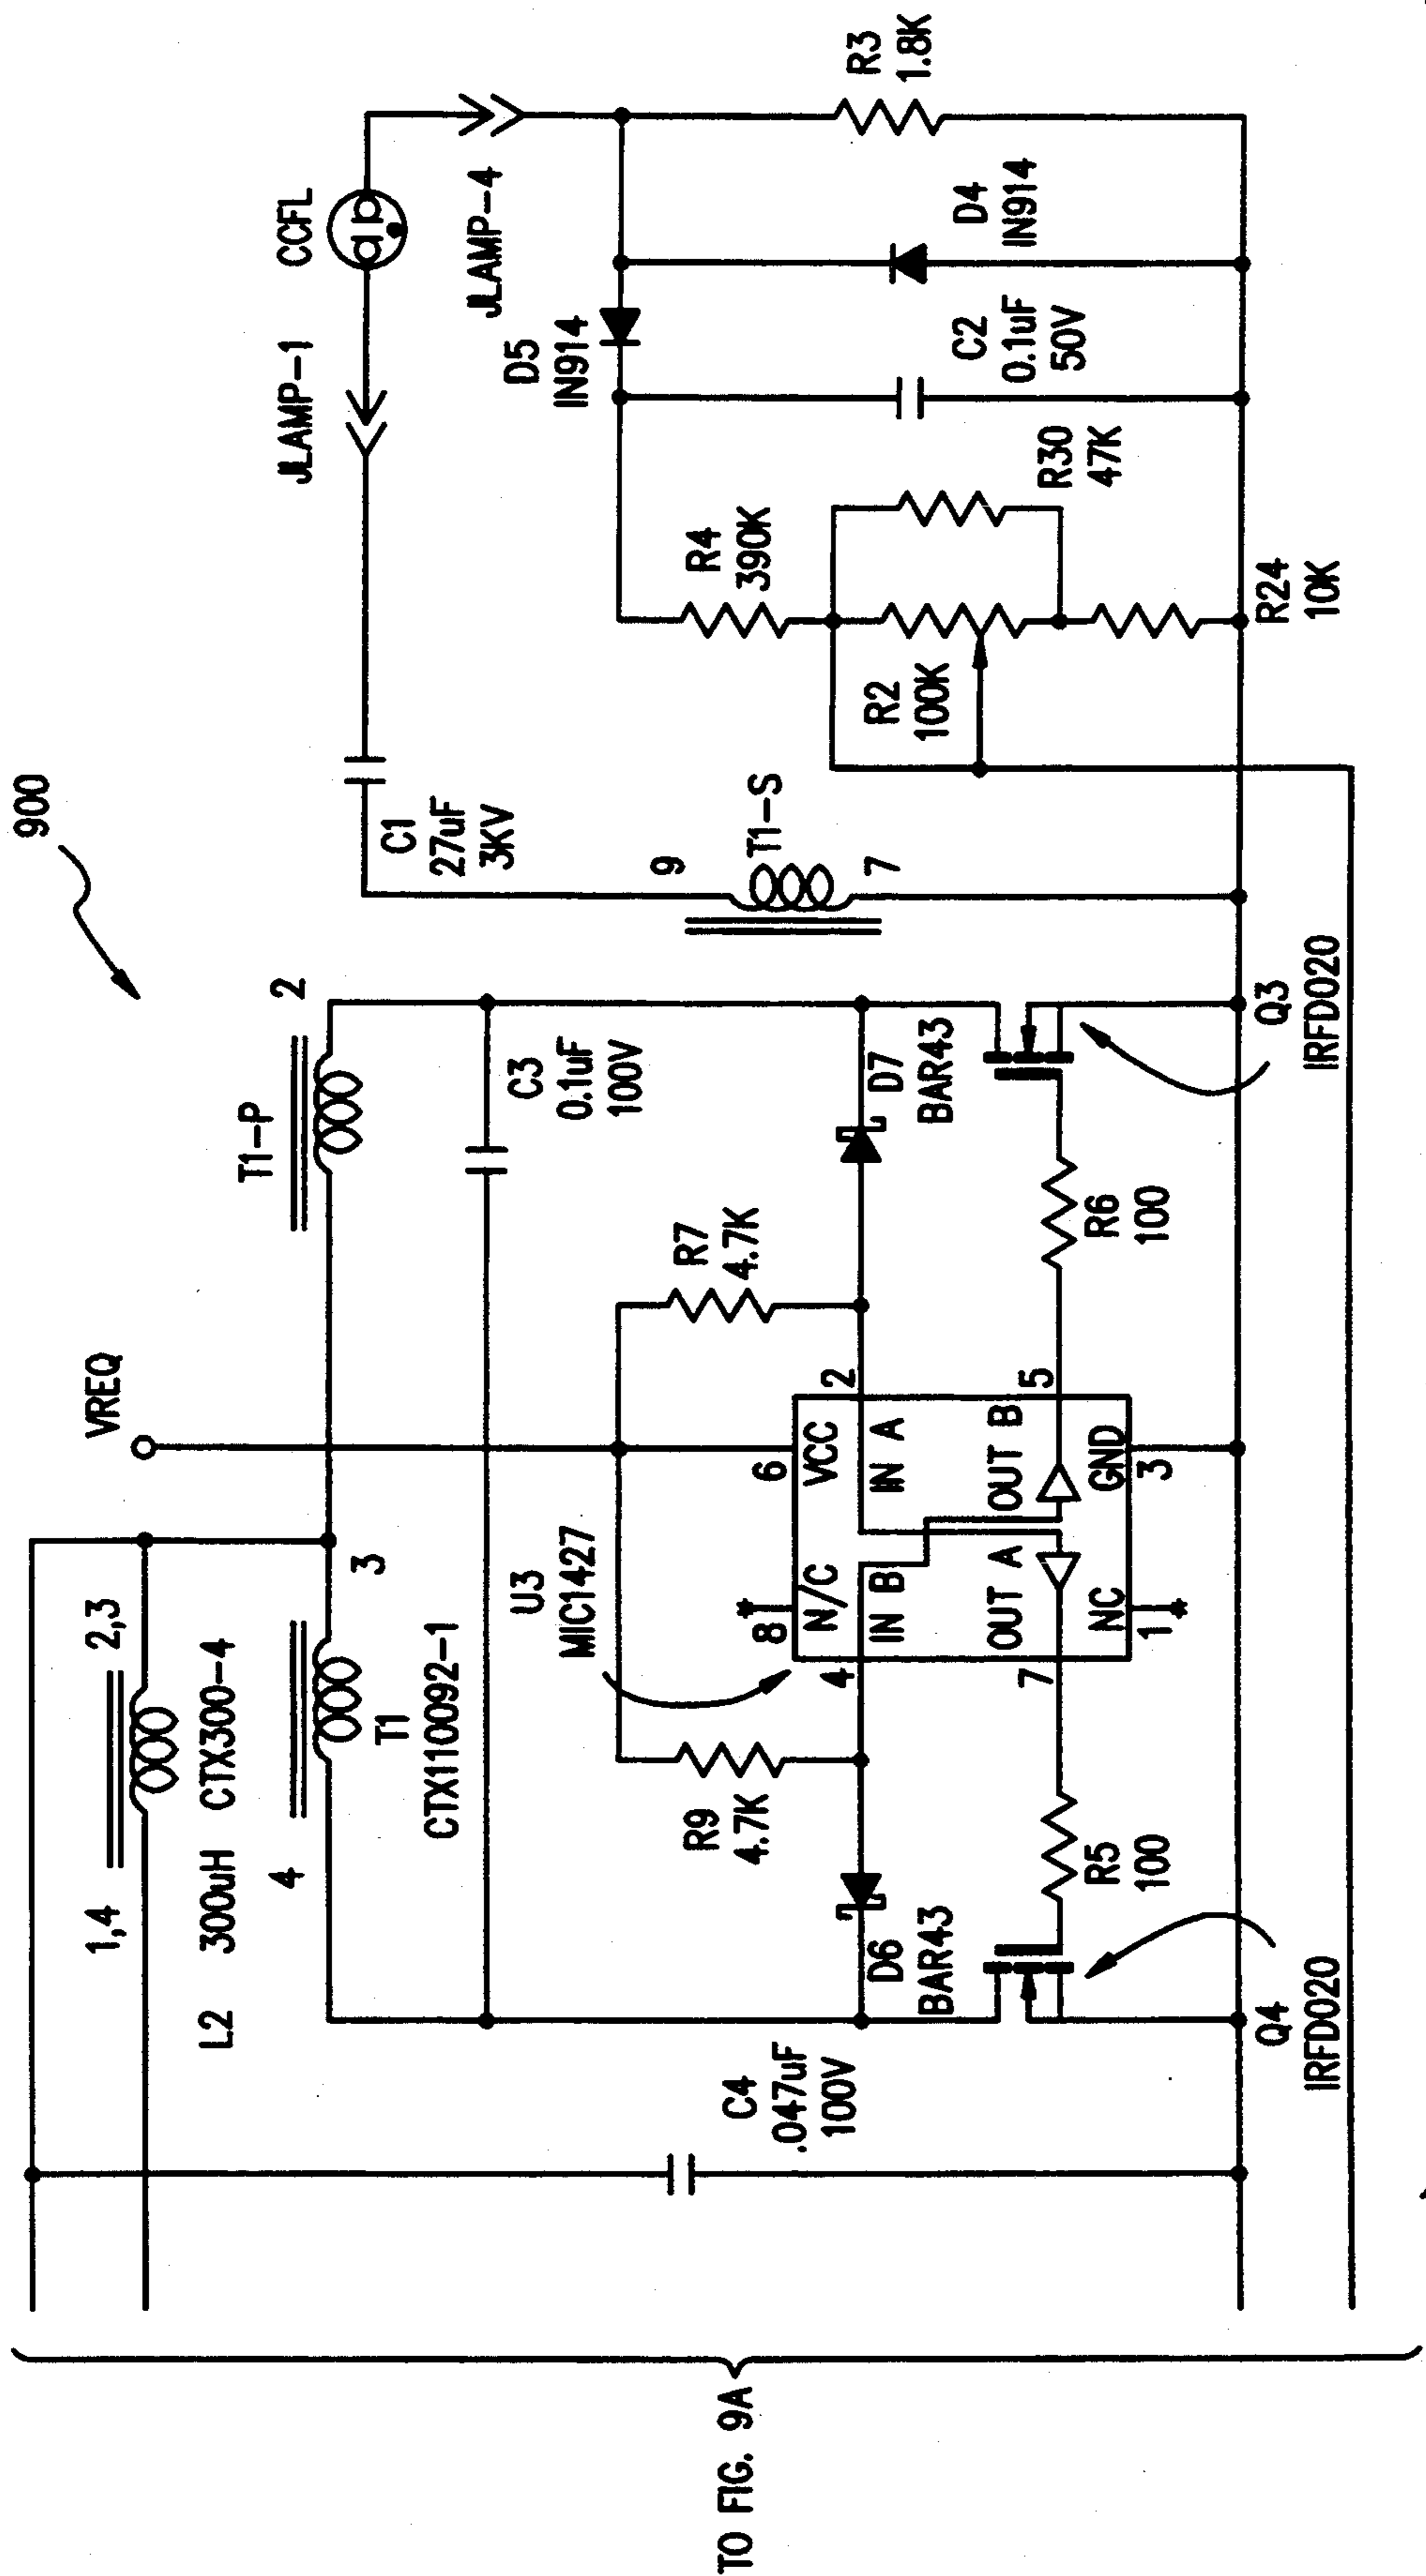 900
TO FIG. 9A
1,4
2,3
L2 300uH CTX300-4
VREQ
T1-P
2
4
3
T1
CTX110092-1
C3
0.1uF
100V
C4
.047uF
100V
U3
MIC1427
R9
4.7K
R7
4.7K
D6
BAR43
D7
BAR43
8
6
N/C
VCC
4
IN B
IN A
2
7
OUT A
OUT B
5
NC
GND
1
3
R5
100
R6
100
Q4
IRFD020
Q3
IRFD020
C1
27uF
3KV
9
T1-S
7
JLAMP-1
CCFL
JLAMP-4
D5
IN914
R4
390K
R2
100K
R30
47K
R24
10K
C2
0.1uF
50V
D4
IN914
R3
1.8K